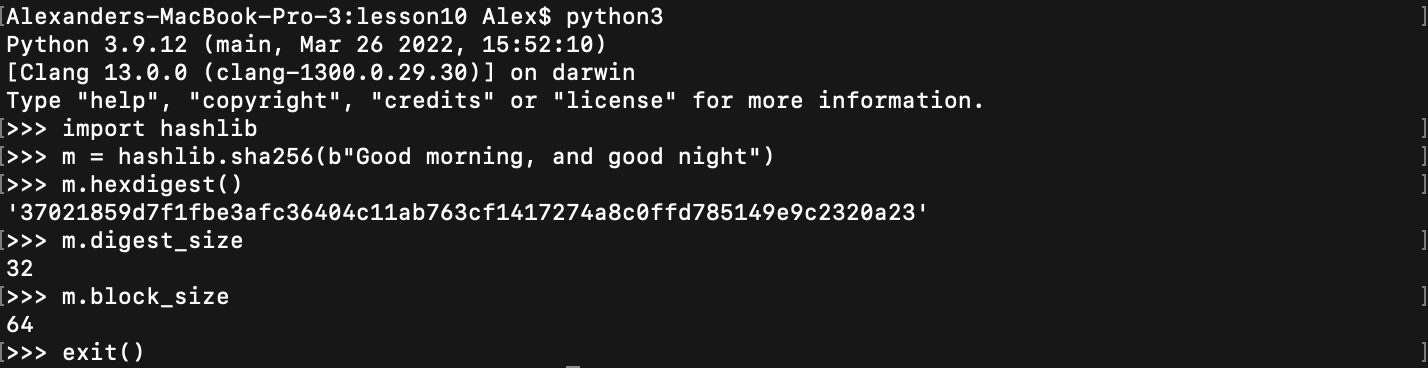 [Alexanders-MacBook-Pro-3:lesson10 Alex$ python3 ]
Python 3.9.12 (main, Mar 26 2022, 15:52:10)
[Clang 13.0.0 (clang-1300.0.29.30)] on darwin
Type "help", "copyright", "credits" or "license" for more information.
[>>> import hashlib ]
[>>> m = hashlib.sha256(b"Good morning, and good night") ]
[>>> m.hexdigest() ]
'37021859d7f1fbe3afc36404c11ab763cf1417274a8c0ffd785149e9c2320a23'
[>>> m.digest_size ]
32
[>>> m.block_size ]
64
[>>> exit() ]